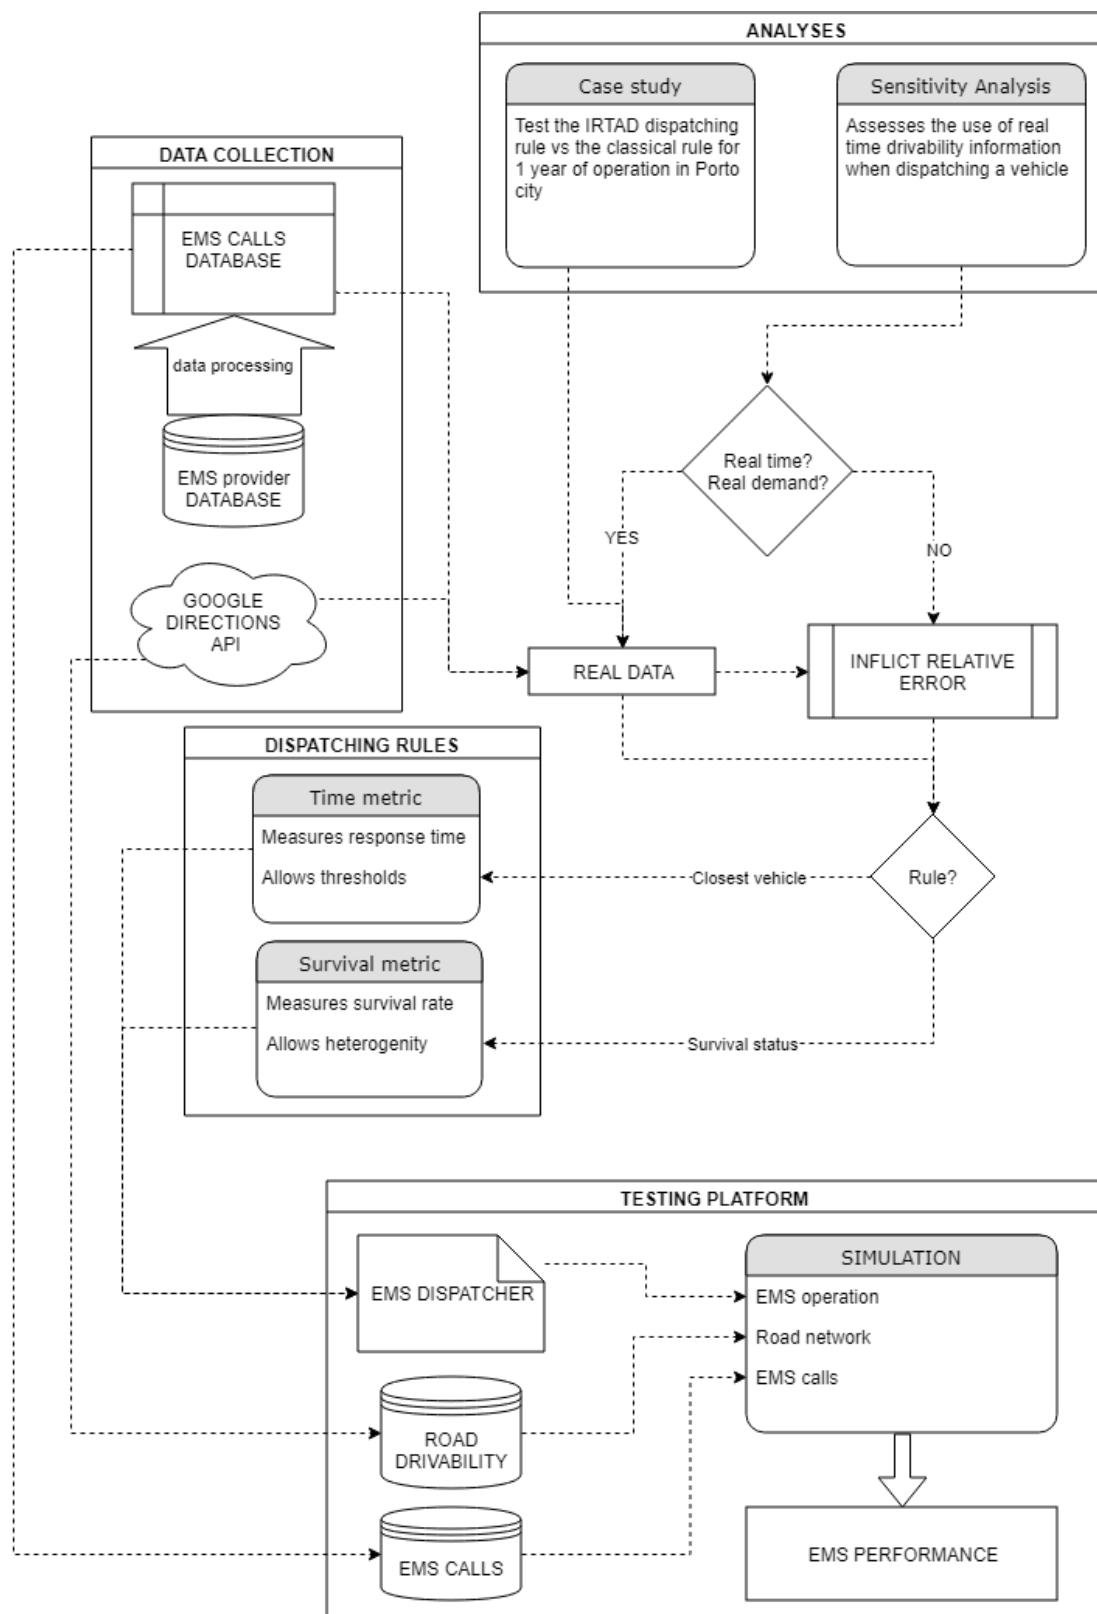 ANALYSES
Case study
Test the IRTAD dispatching
rule vs the classical rule for
1 year of operation in Porto
city
Sensitivity Analysis
Assesses the use of real
time drivability information
when dispatching a vehicle
DATA COLLECTION
EMS CALLS
DATABASE
data processing
EMS provider
DATABASE
GOOGLE
DIRECTIONS
API
Real time?
Real demand?
YES
NO
REAL DATA
INFLICT RELATIVE
ERROR
DISPATCHING RULES
Time metric
Measures response time
Allows thresholds
Closest vehicle
Rule?
Survival metric
Measures survival rate
Allows heterogenity
Survival status
TESTING PLATFORM
EMS DISPATCHER
SIMULATION
EMS operation
Road network
EMS calls
ROAD
DRIVABILITY
EMS CALLS
EMS PERFORMANCE